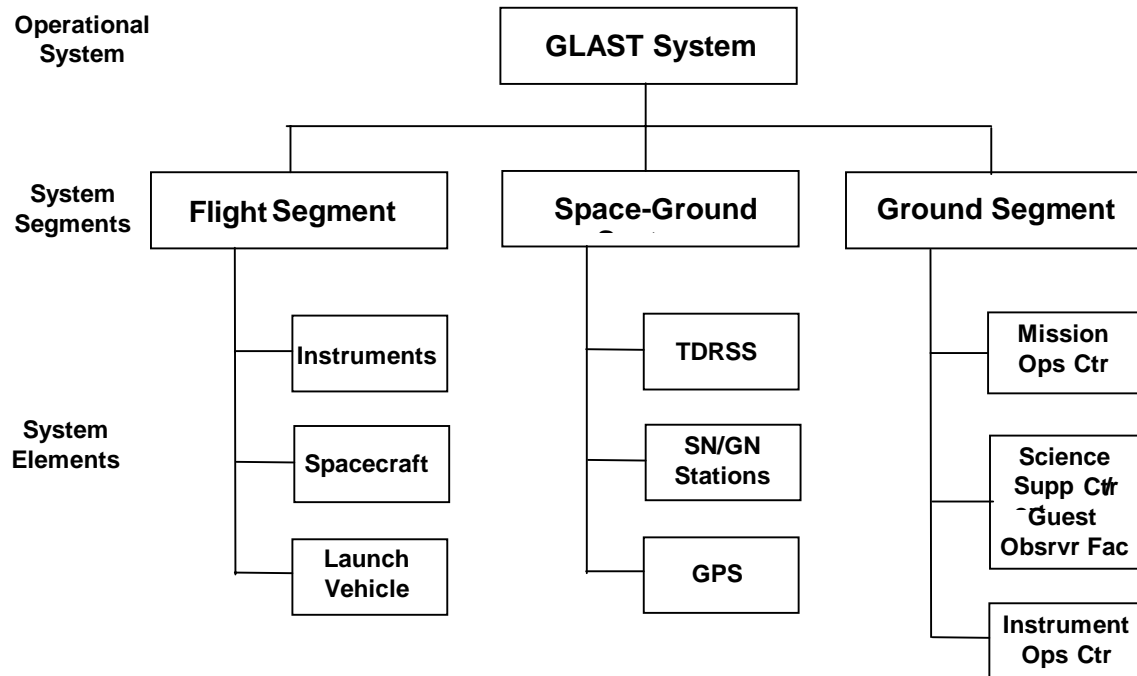 Operational
System
GLAST System
System
Segments
Flight Segment
Space-Ground
Ground Segment
System
Elements
Instruments
Spacecraft
Launch
Vehicle
TDRSS
SN/GN
Stations
GPS
Mission
Ops Ctr
Science
Supp Ctr/
Guest
Obsrvr Fac
Instrument
Ops Ctr